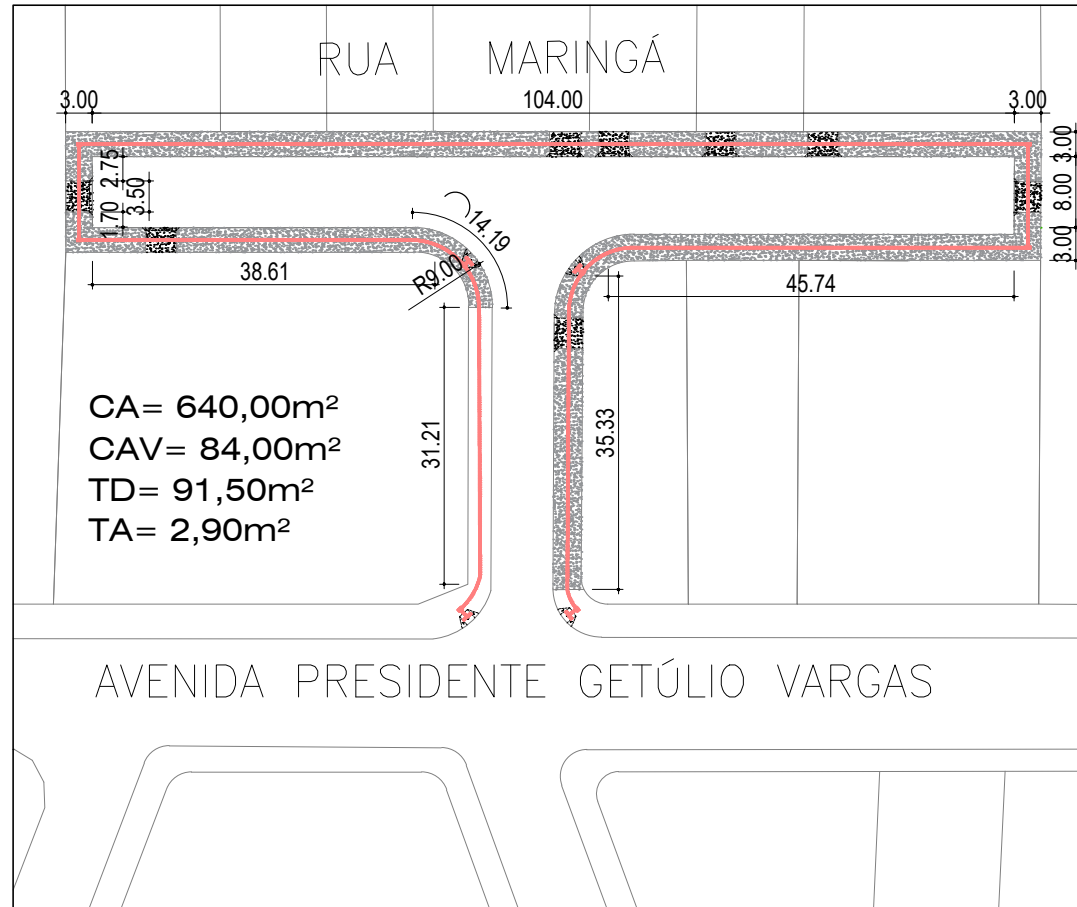 RUA MARINGÁ
3.00
104.00
3.00
3.00
8.00
3.00
2.75
3.50
1.70
14.19
R9.00
38.61
45.74
31.21
35.33
CA= 640,00m²
CAV= 84,00m²
TD= 91,50m²
TA= 2,90m²
AVENIDA PRESIDENTE GETÚLIO VARGAS